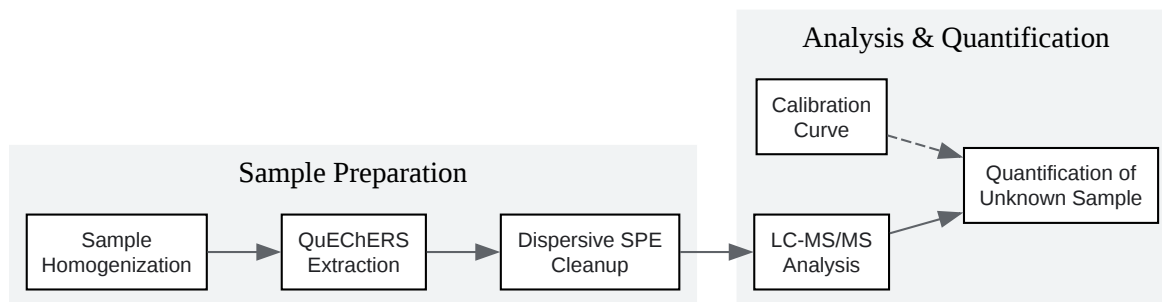 Sample Preparation
Sample
Homogenization
QuEChERS
Extraction
Dispersive SPE
Cleanup
Analysis & Quantification
Calibration
Curve
LC-MS/MS
Analysis
Quantification of
Unknown Sample